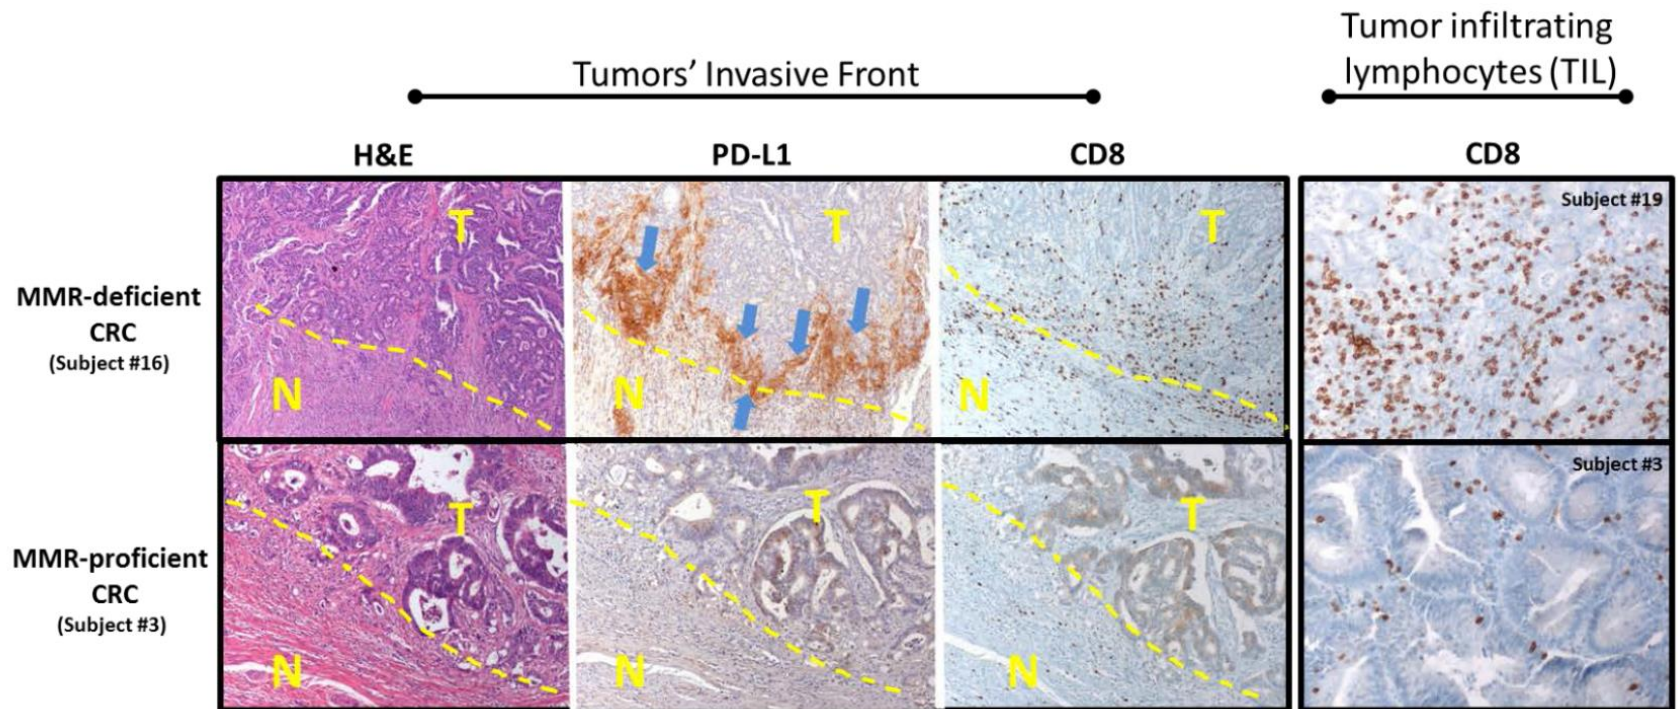 Tumors' Invasive Front
Tumor infiltrating
lymphocytes (TIL)
H&E
PD-L1
CD8
CD8
MMR-deficient
CRC
(Subject #16)
T
N
T
N
T
N
Subject #19
MMR-proficient
CRC
(Subject #3)
T
N
T
N
T
N
Subject #3